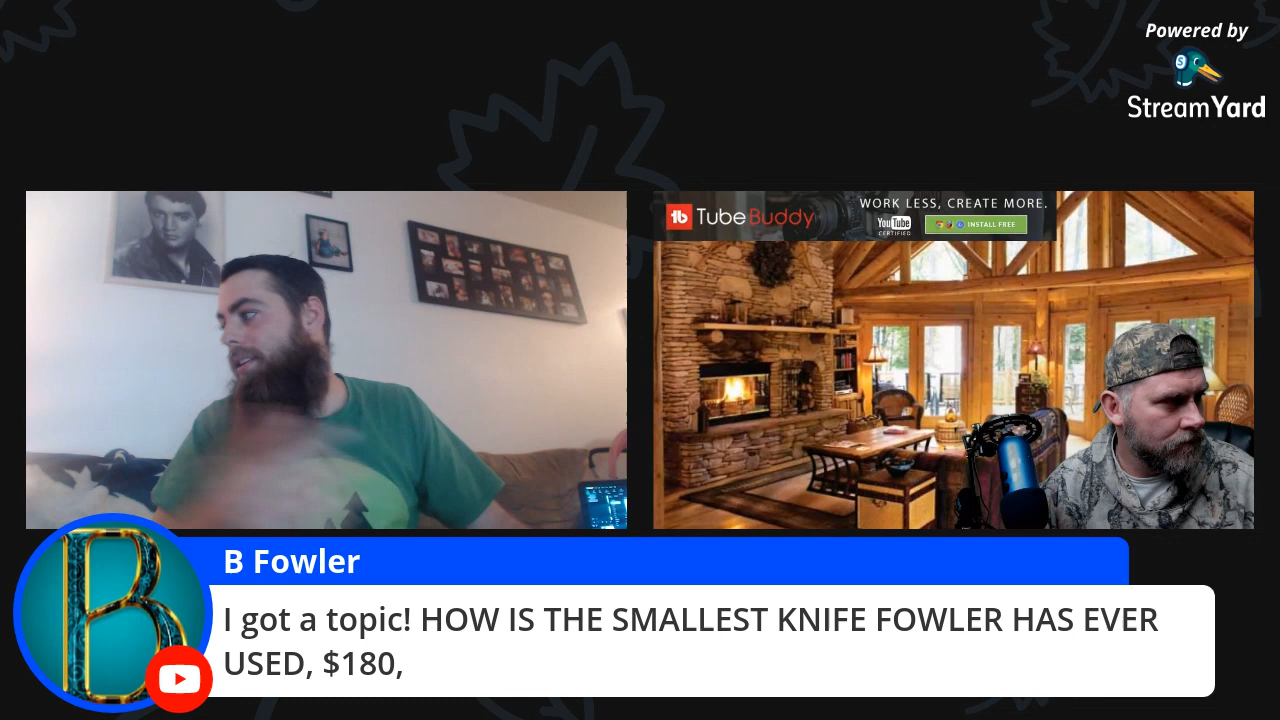 Powered by
StreamYard
TubeBuddy
WORK LESS, CREATE MORE.
YouTube
CERTIFIED
INSTALL FREE
B Fowler
I got a topic! HOW IS THE SMALLEST KNIFE FOWLER HAS EVER
USED, $180,